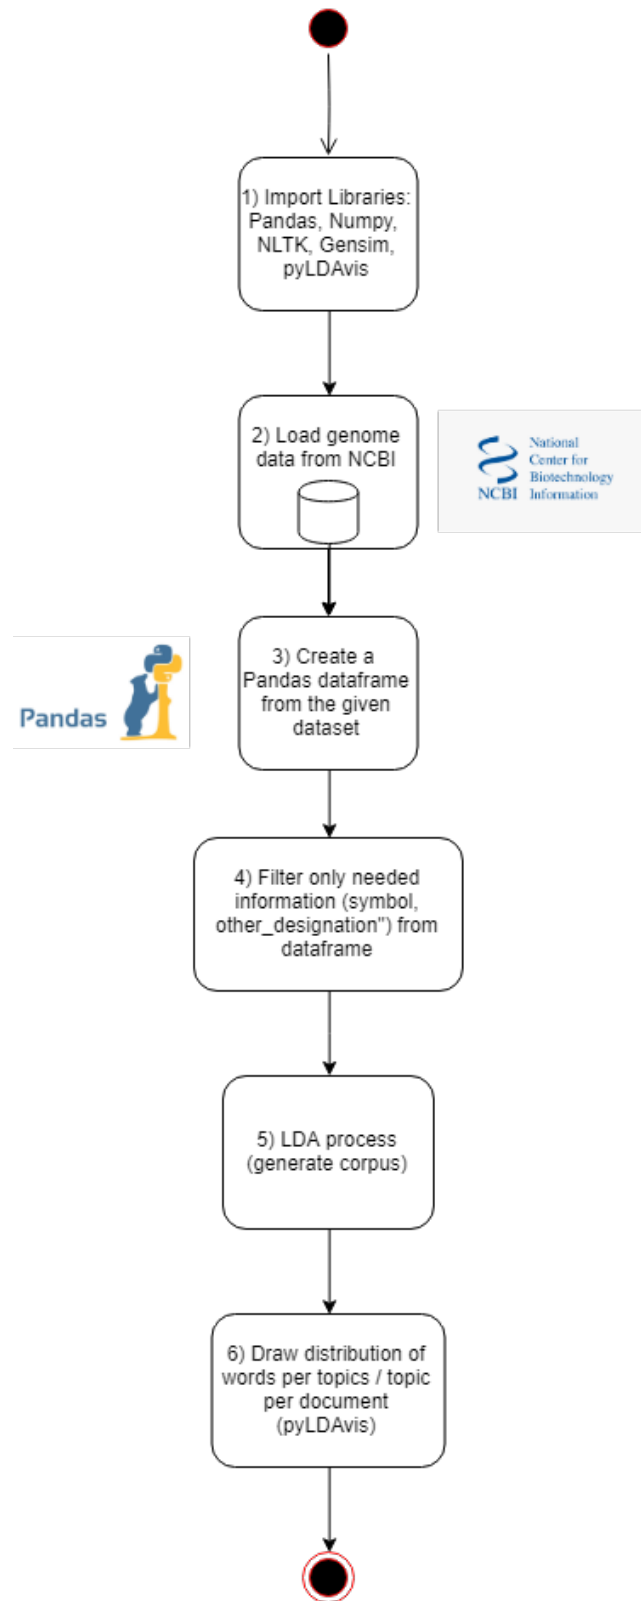 1) Import Libraries:
Pandas, Numpy,
NLTK, Gensim,
pyLDAvis
2) Load genome
data from NCBI
National
Center for
Biotechnology
NCBI Information
3) Create a
Pandas dataframe
from the given
dataset
Pandas
4) Filter only needed
information (symbol,
other_designation") from
dataframe
5) LDA process
(generate corpus)
6) Draw distribution of
words per topics / topic
per document
(pyLDAvis)